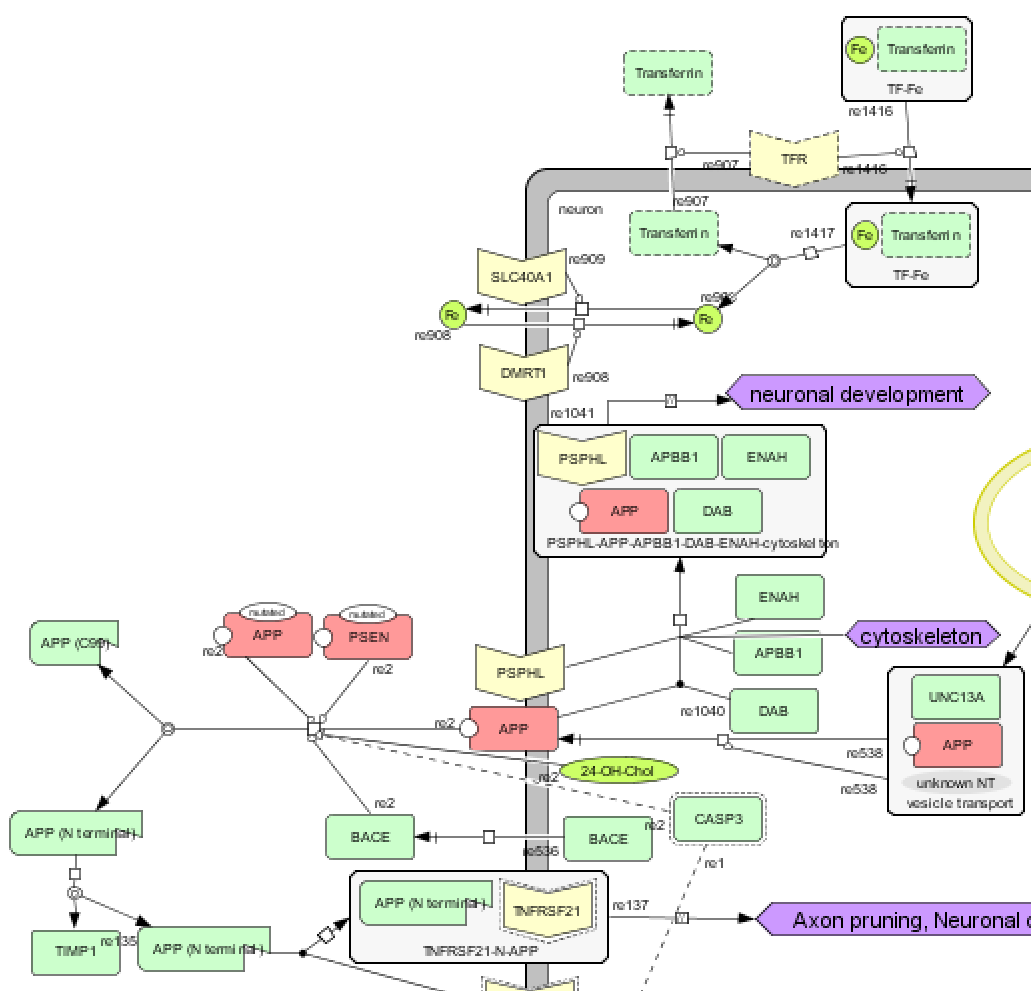 Fe
Transferrin
TF-Fe
Transferrin
re1416
re907
TFR
re1416
re907
neuron
Transferrin
re1417
Fe
Transferrin
TF-Fe
re909
SLC40A1
Fe
Fe
re908
DMRT1
re908
re1041
neuronal development
PSPHL
APBB1
ENAH
APP
DAB
PSPHL-APP-APBB1-DAB-ENAH-cytoskelton
ENAH
mutated
mutated
APP (C99)
APP
PSEN
re2
re2
cytoskeleton
APBB1
PSPHL
UNC13A
re1040
DAB
re2
APP
APP
re538
24-OH-Chol
re2
unknown NT
re538
vesicle transport
re2
CASP3
APP (N terminal)
BACE
re2
re536
BACE
re1
APP (N terminal)
TNFRSF21
re137
Axon pruning, Neuronal
TIMP1
re135
APP (N terminal)
TNFRSF21-N-APP